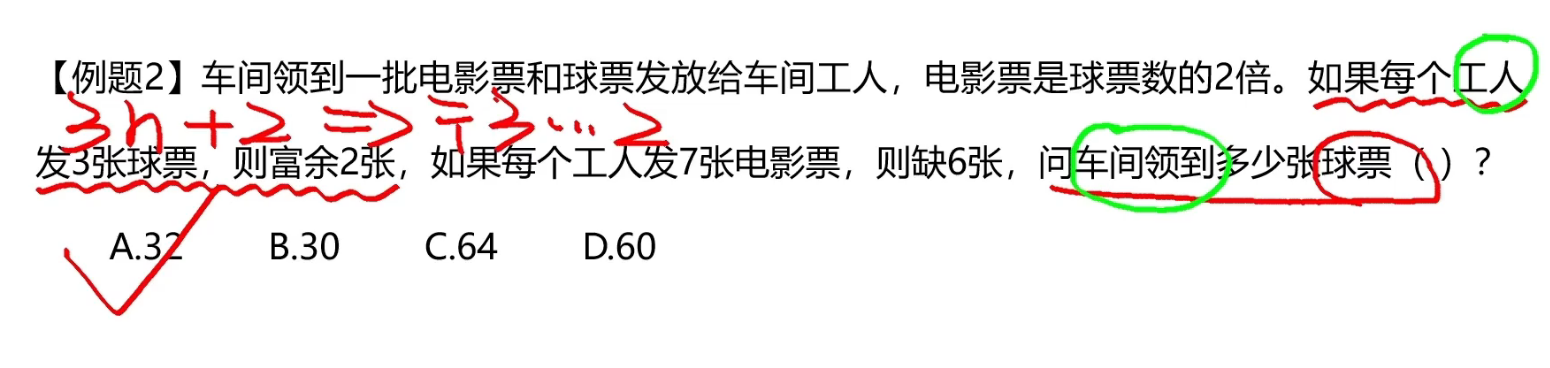 【例题2】车间领到一批电影票和球票发放给车间工人，电影票是球票数的2倍。如果每个工人
3n+2⇒÷3…2
发3张球票，则富余2张，如果每个工人发7张电影票，则缺6张，问车间领到多少张球票（ ）？
A.32 B.30 C.64 D.60